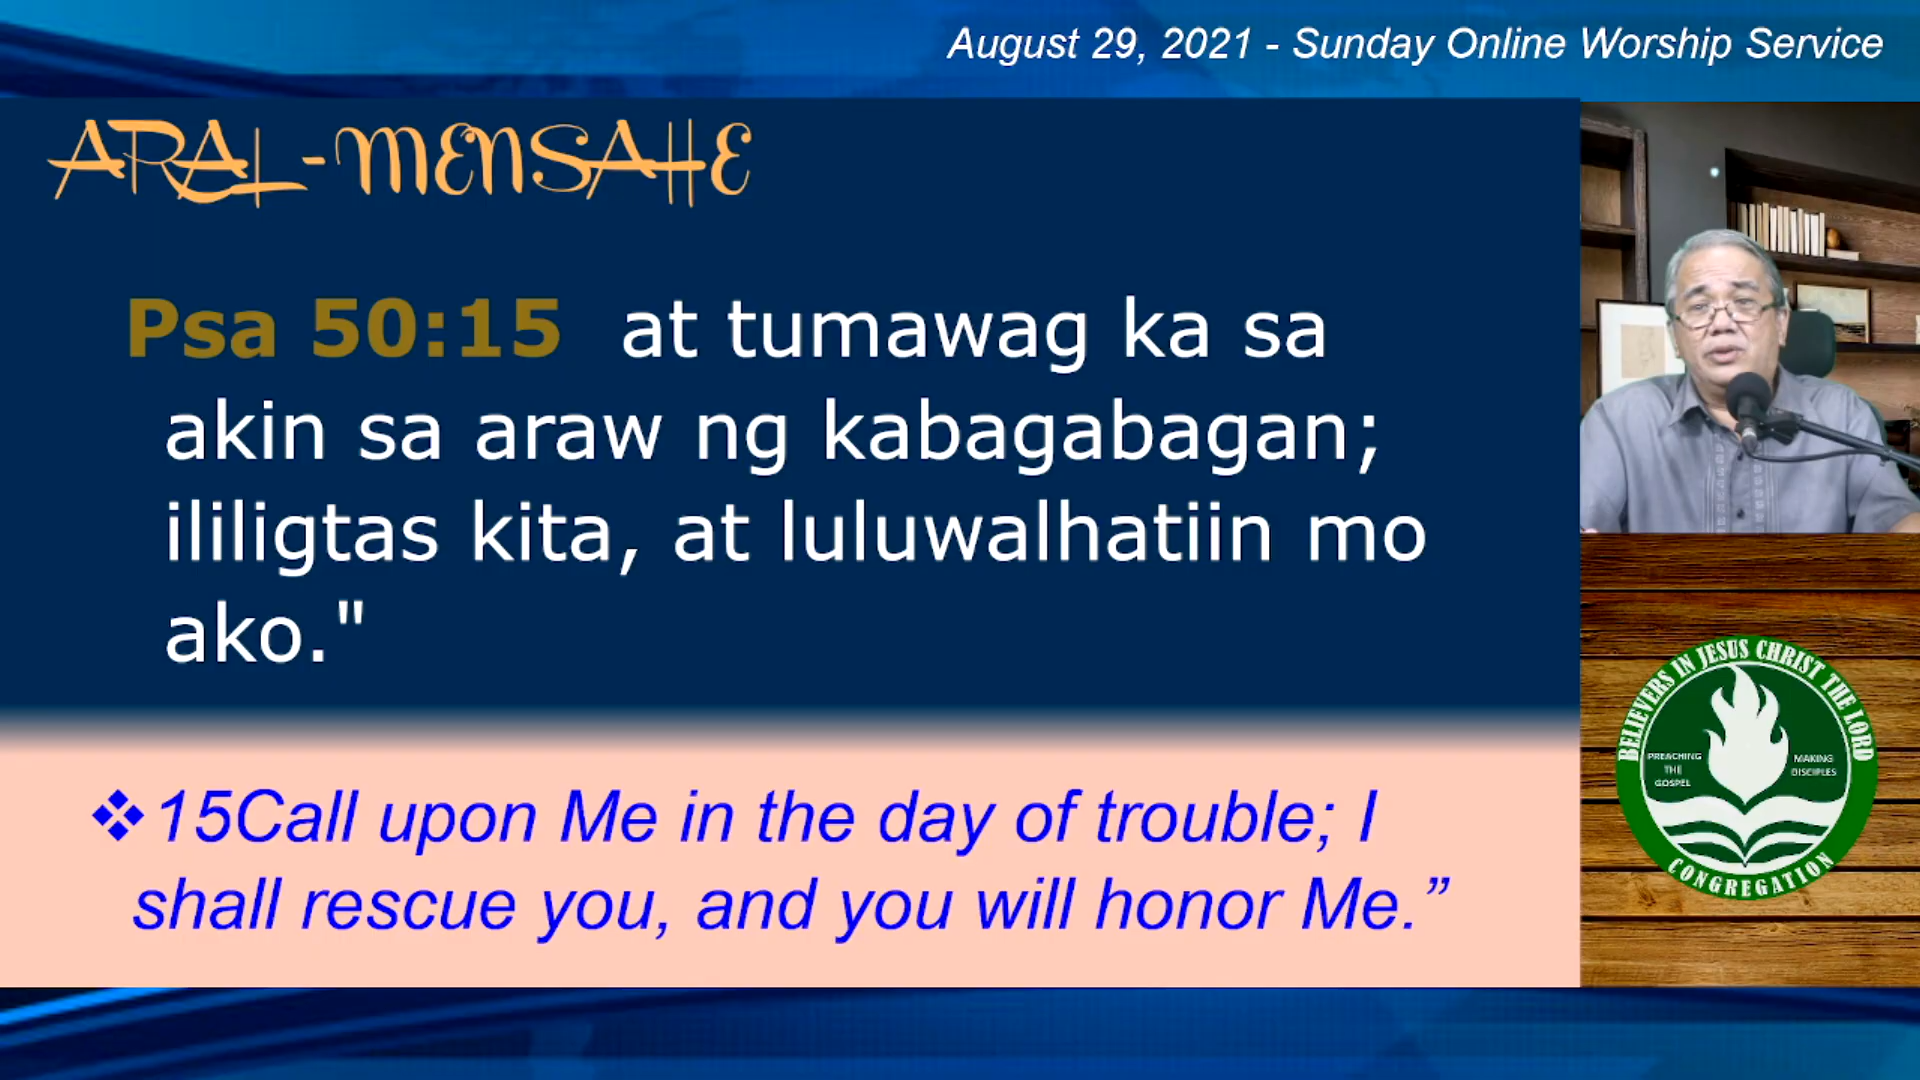 August 29, 2021 - Sunday Online Worship Service
ARAL-MENSAHE
Psa 50:15 at tumawag ka sa
akin sa araw ng kabagabagan;
ililigtas kita, at luluwalhatiin mo
ako."
❖15Call upon Me in the day of trouble; I
shall rescue you, and you will honor Me.”
BELIEVERS IN JESUS CHRIST THE LORD
PREACHING
THE
GOSPEL
MAKING
DISCIPLES
CONGREGATION